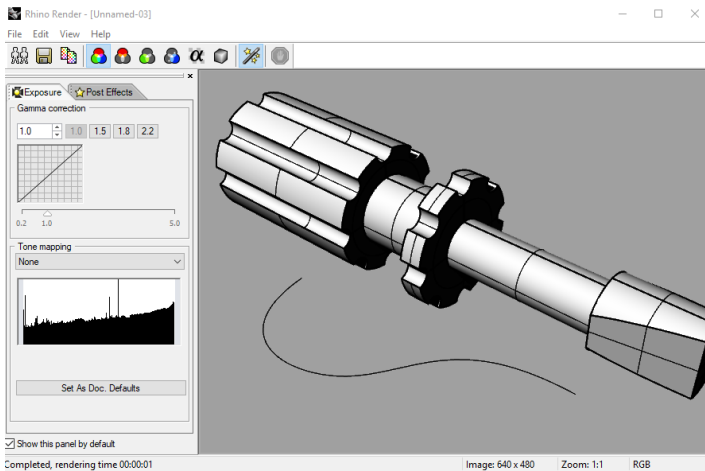 Rhino Render - [Unnamed-03]
File Edit View Help
α
x
Exposure Post Effects
Gamma correction
1.0 1.0 1.5 1.8 2.2
0.2 1.0 5.0
Tone mapping
None
Set As Doc. Defaults
Show this panel by default
Completed, rendering time 00:00:01 Image: 640 x 480 Zoom: 1:1 RGB